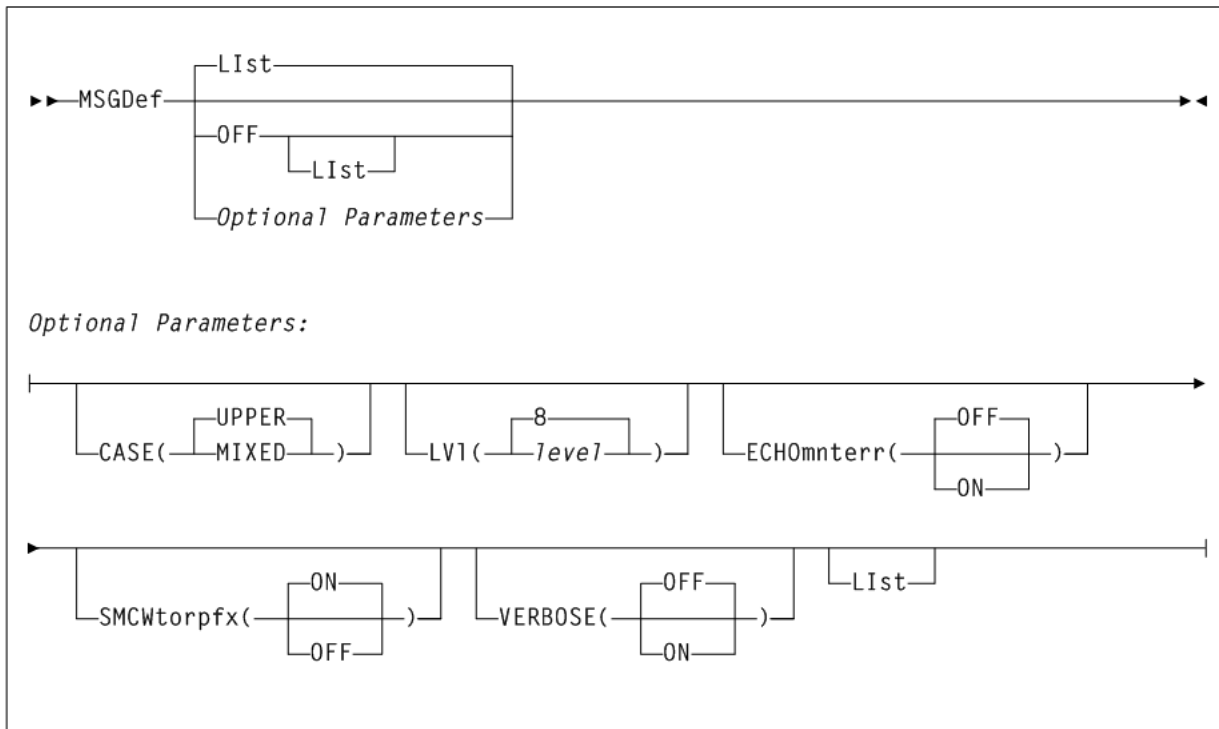 LIst
MSGDef
OFF
LIst
Optional Parameters
Optional Parameters:
UPPER
CASE( MIXED )
8
LVl( level )
OFF
ECHOmnterr( )
ON
ON
SMCWtorpfx( )
OFF
OFF
VERBOSE( )
ON
LIst